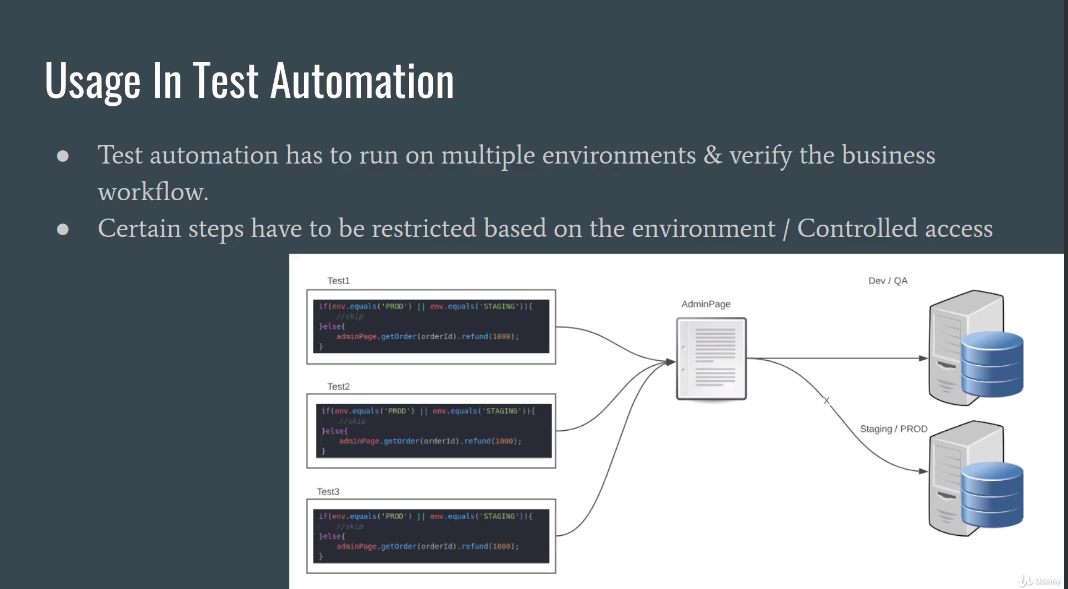 Usage In Test Automation
● Test automation has to run on multiple environments & verify the business
workflow.
● Certain steps have to be restricted based on the environment / Controlled access
Test1
if(env.equals('PROD') || env.equals('STAGING')){
//skip
}else{
adminPage.getOrder(orderId).refund(1000);
}
Test2
if(env.equals('PROD') || env.equals('STAGING')){
//skip
}else{
adminPage.getOrder(orderId).refund(1000);
}
Test3
if(env.equals('PROD') || env.equals('STAGING')){
//skip
}else{
adminPage.getOrder(orderId).refund(1000);
}
AdminPage
Dev / QA
X
Staging / PROD
Udemy